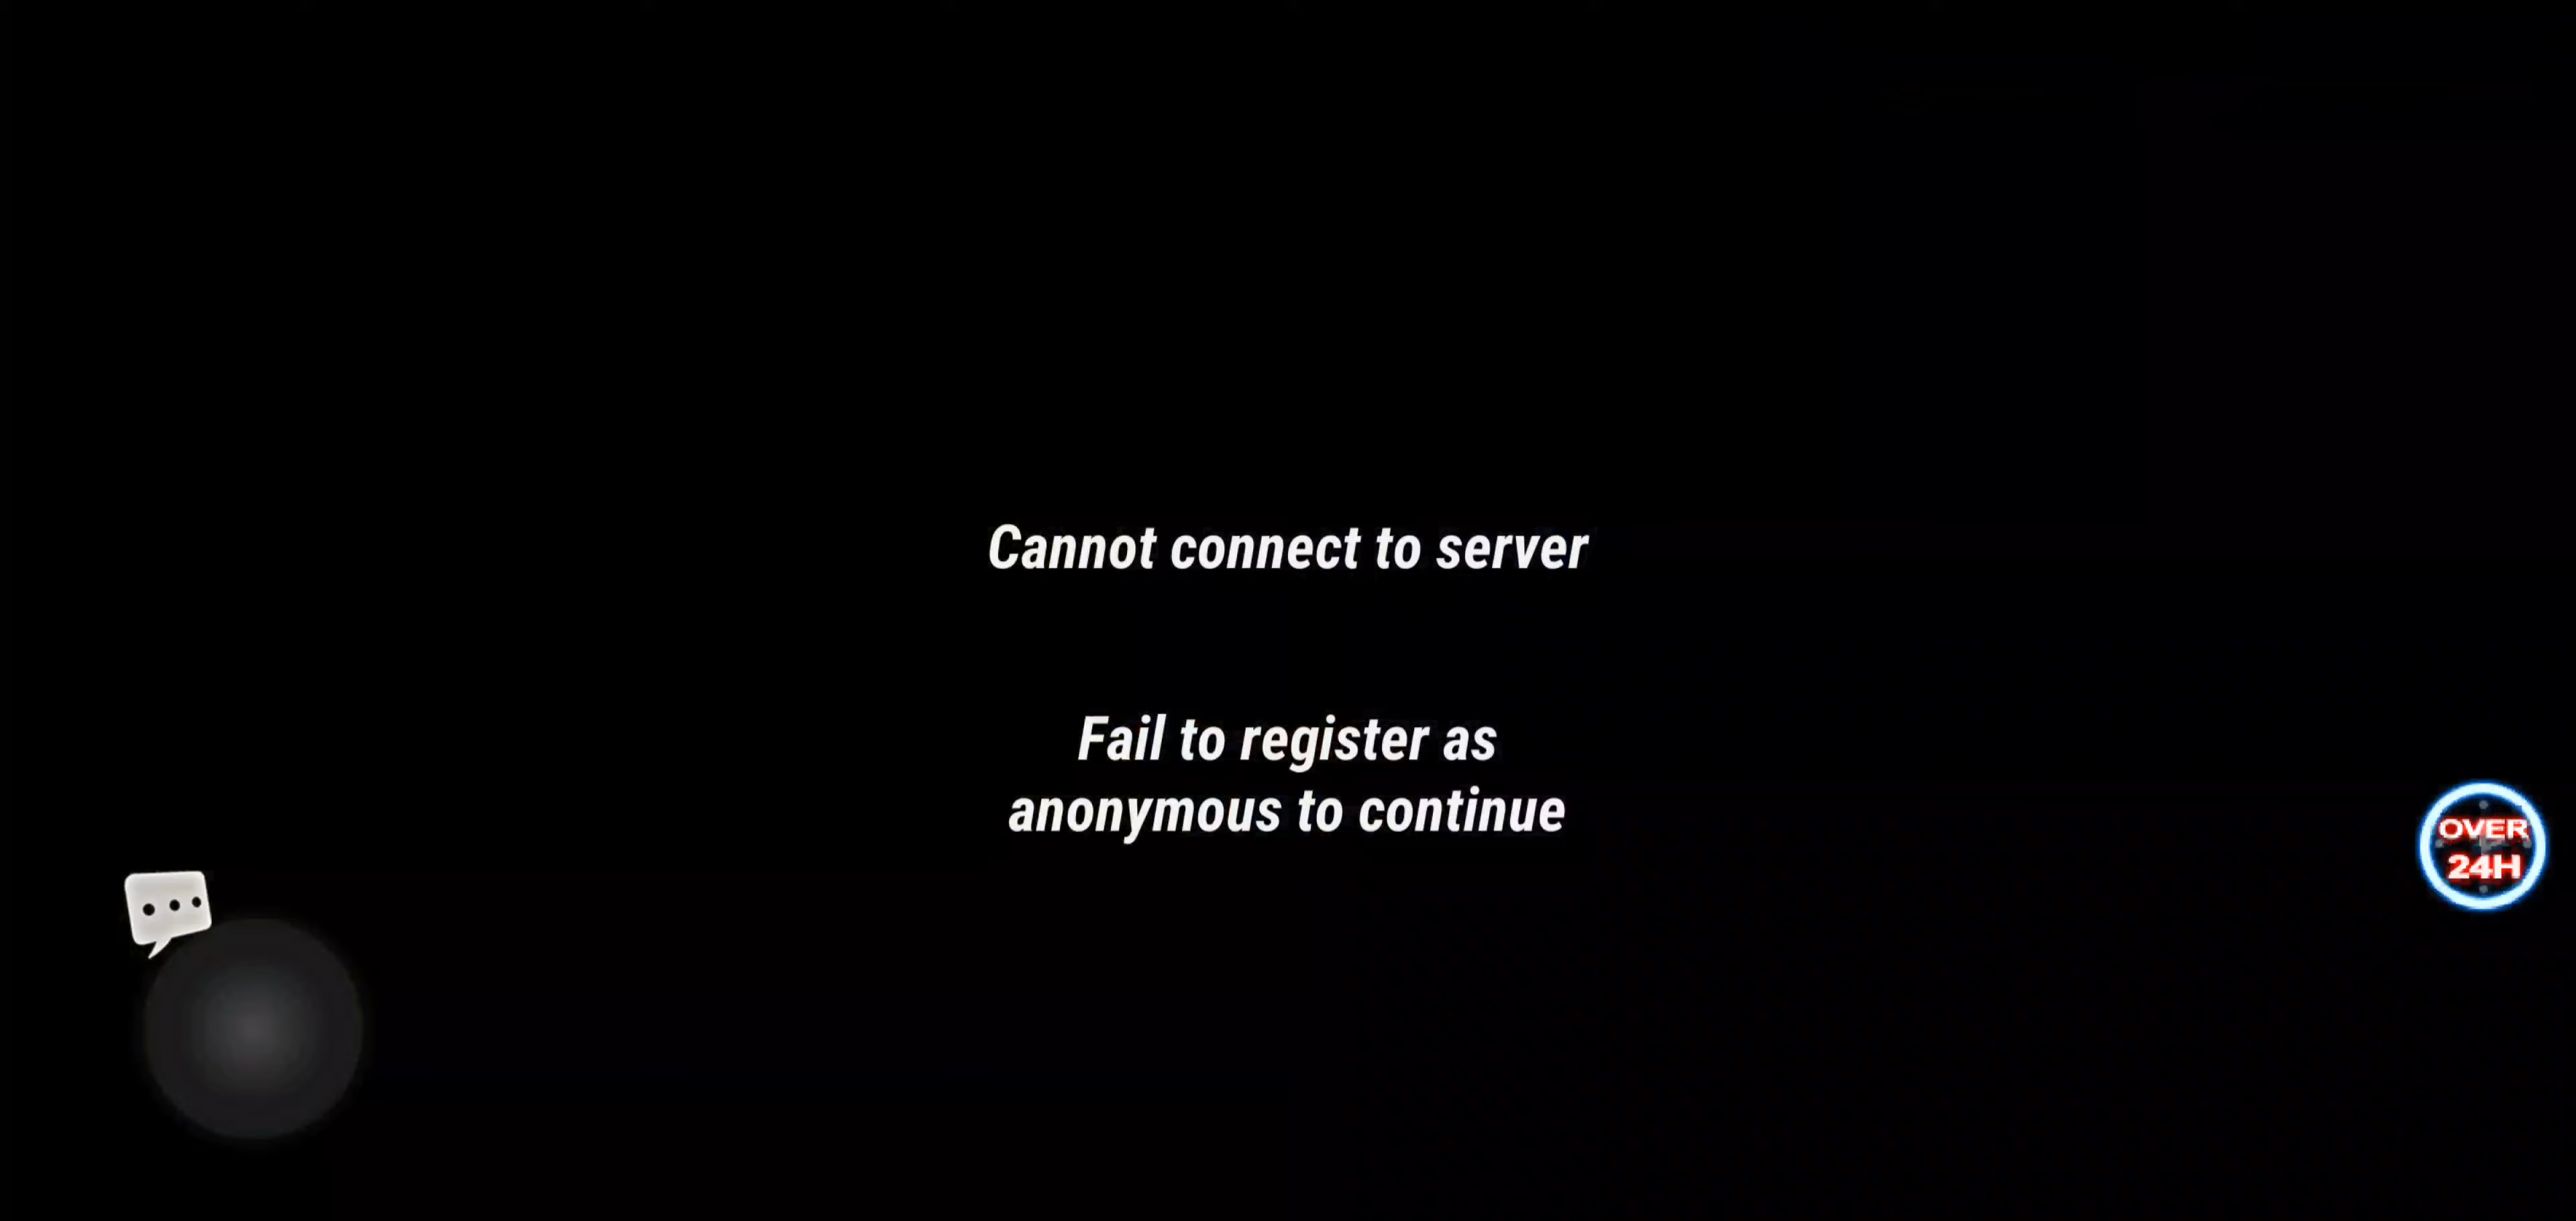 Cannot connect to server
Fail to register as
anonymous to continue
OVER
24H